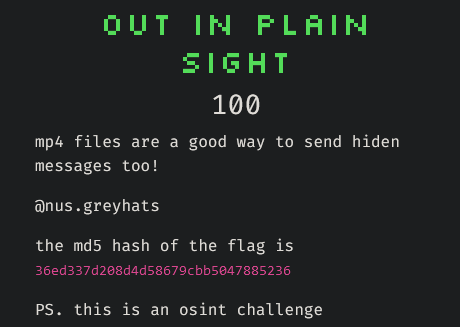 OUT IN PLAIN
SIGHT
100
mp4 files are a good way to send hiden
messages too!
@nus.greyhats
the md5 hash of the flag is
36ed337d208d4d58679cbb5047885236
PS. this is an osint challenge